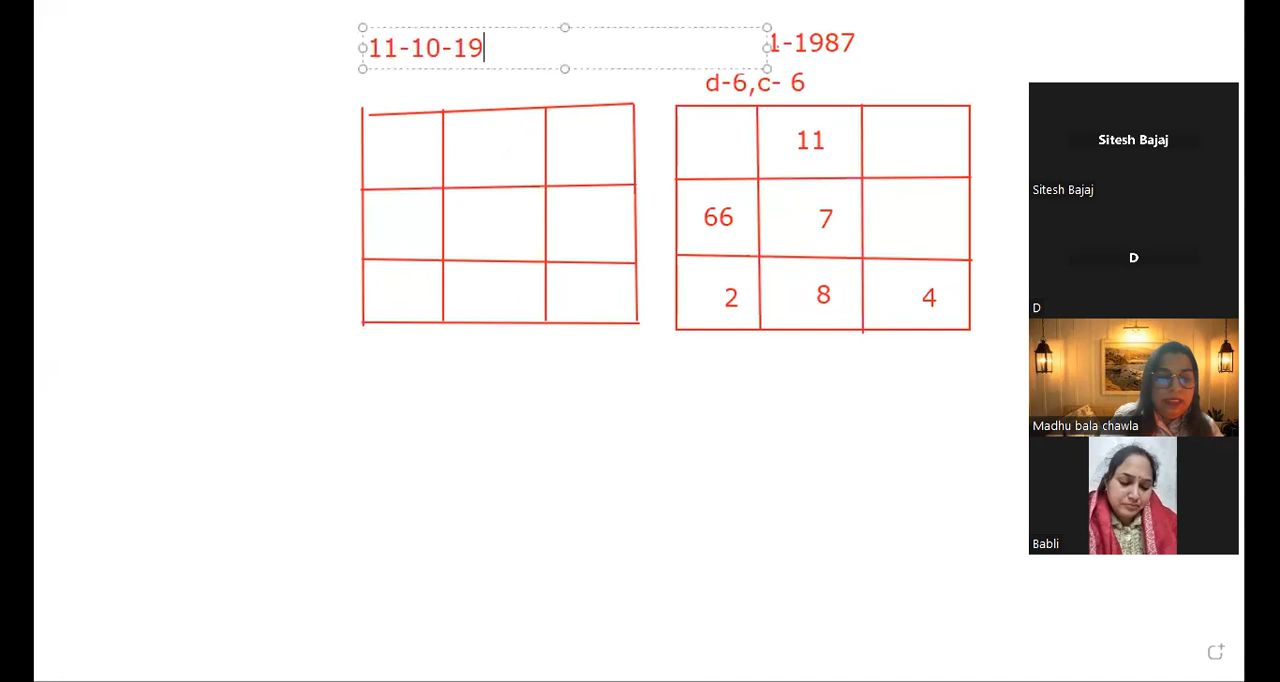 11-10-19
1-1987
d-6,c- 6
11
66 7
2 8 4
Sitesh Bajaj
Sitesh Bajaj
D
D
Madhu bala chawla
Babli